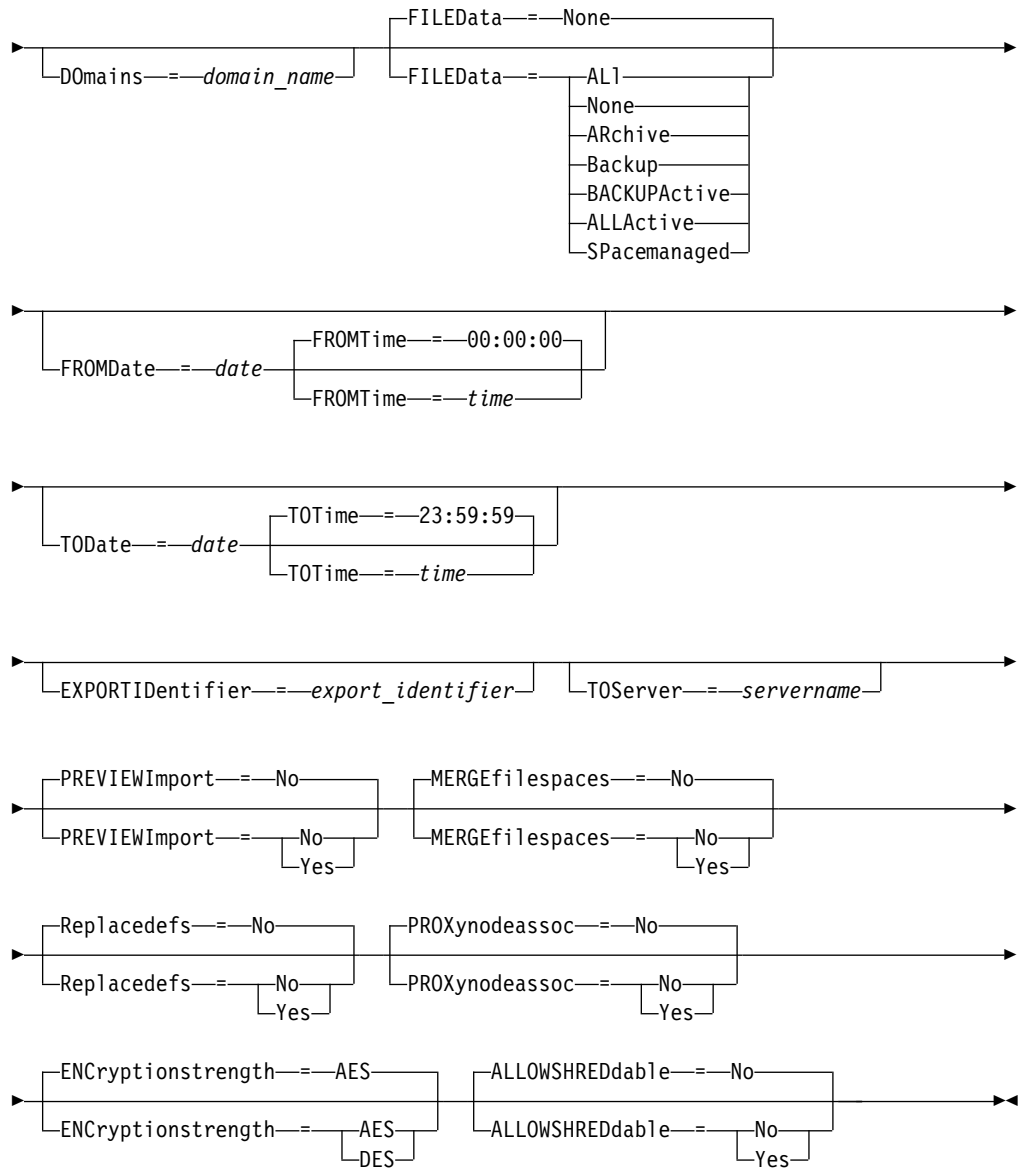 FILEData = None
DOmains = domain_name FILEData = ALl
None
ARchive
Backup
BACKUPActive
ALLActive
SPacemanaged
FROMTime = 00:00:00
FROMDate = date
FROMTime = time
TOTime = 23:59:59
TODate = date
TOTime = time
EXPORTIDentifier = export_identifier TOServer = servername
PREVIEWImport = No MERGEfilespaces = No
PREVIEWImport = No MERGEfilespaces = No
Yes Yes
Replacedefs = No PROXynodeassoc = No
Replacedefs = No PROXynodeassoc = No
Yes Yes
ENCryptionstrength = AES ALLOWSHREDdable = No
ENCryptionstrength = AES ALLOWSHREDdable = No
DES Yes